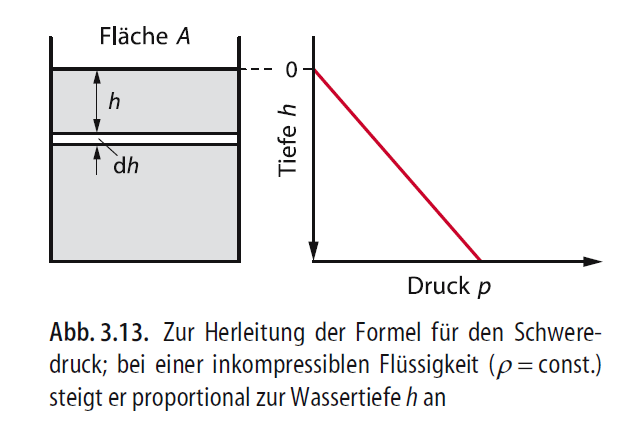 Fläche A
0
h
dh
Tiefe h
Druck p
Abb. 3.13. Zur Herleitung der Formel für den Schwere-
druck; bei einer inkompressiblen Flüssigkeit (ρ = const.)
steigt er proportional zur Wassertiefe h an